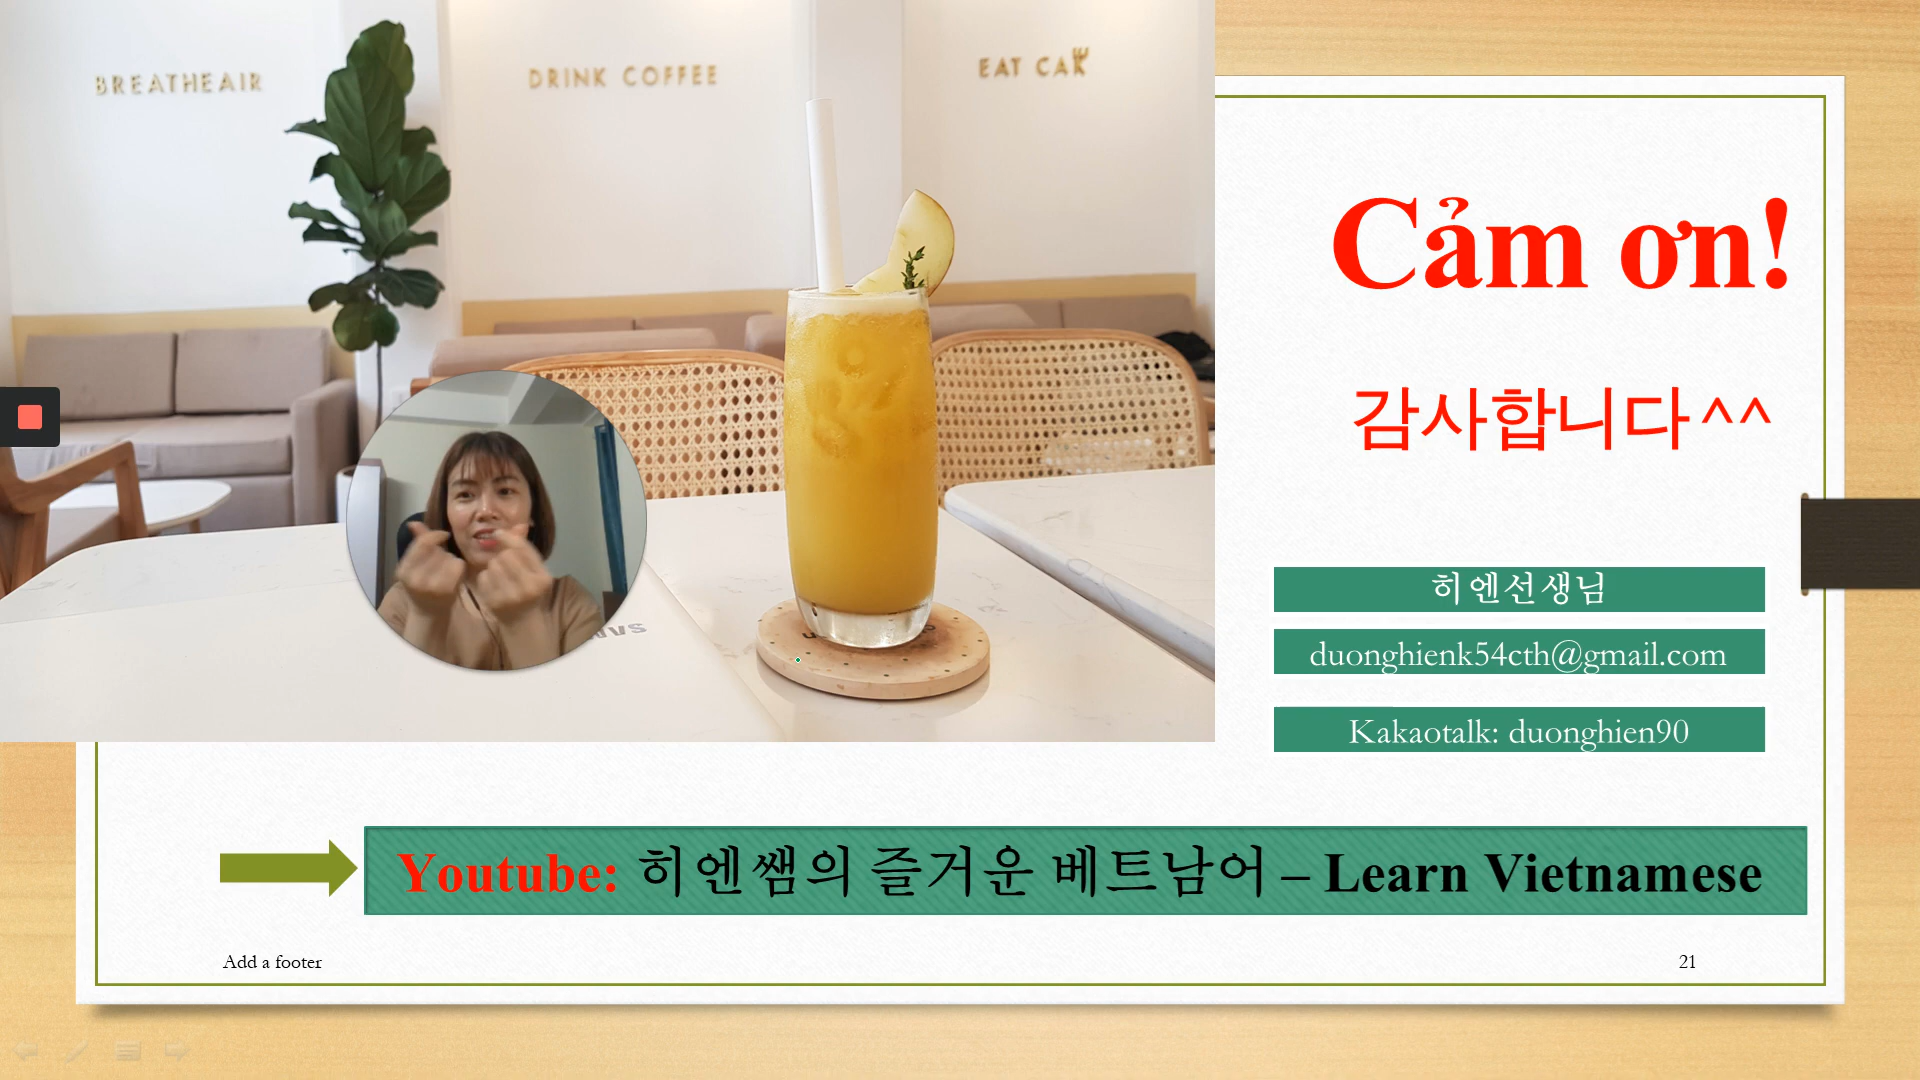 BREATHE AIR
DRINK COFFEE
EAT CAK
Cảm ơn!
감사합니다^^
히엔선생님
duonghienk54cth@gmail.com
Kakaotalk: duonghien90
Youtube: 히엔쌤의 즐거운 베트남어 – Learn Vietnamese
Add a footer
21